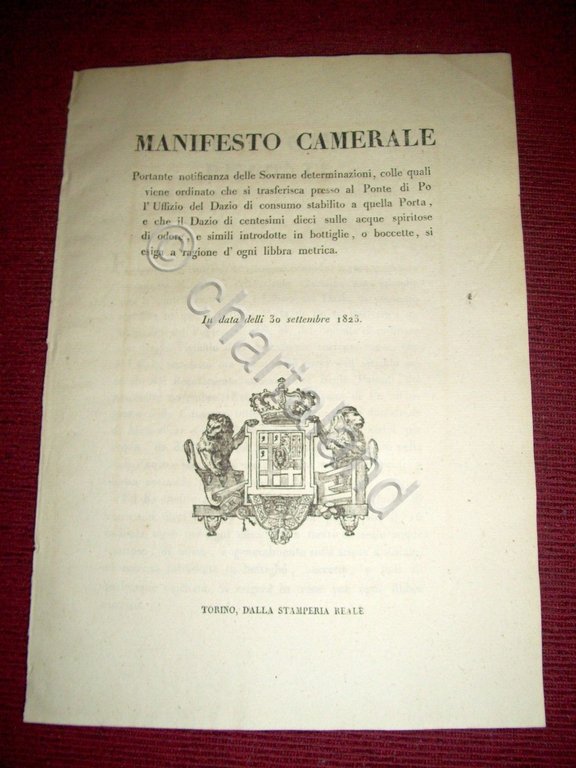 MANIFESTO CAMERALE
Portante notificanza delle Sovrane determinazioni, colle quali
viene ordinato che si trasferisca presso al Ponte di Po
l'Uffizio del Dazio di consumo stabilito a quella Porta,
e che il Dazio di centesimi dieci sulle acque spiritose
di odore, e simili introdotte in bottiglie, o boccette, si
esiga a ragione d'ogni libbra metrica.
In data delli 30 settembre 1823.
© chartaland
TORINO, DALLA STAMPERIA REALE